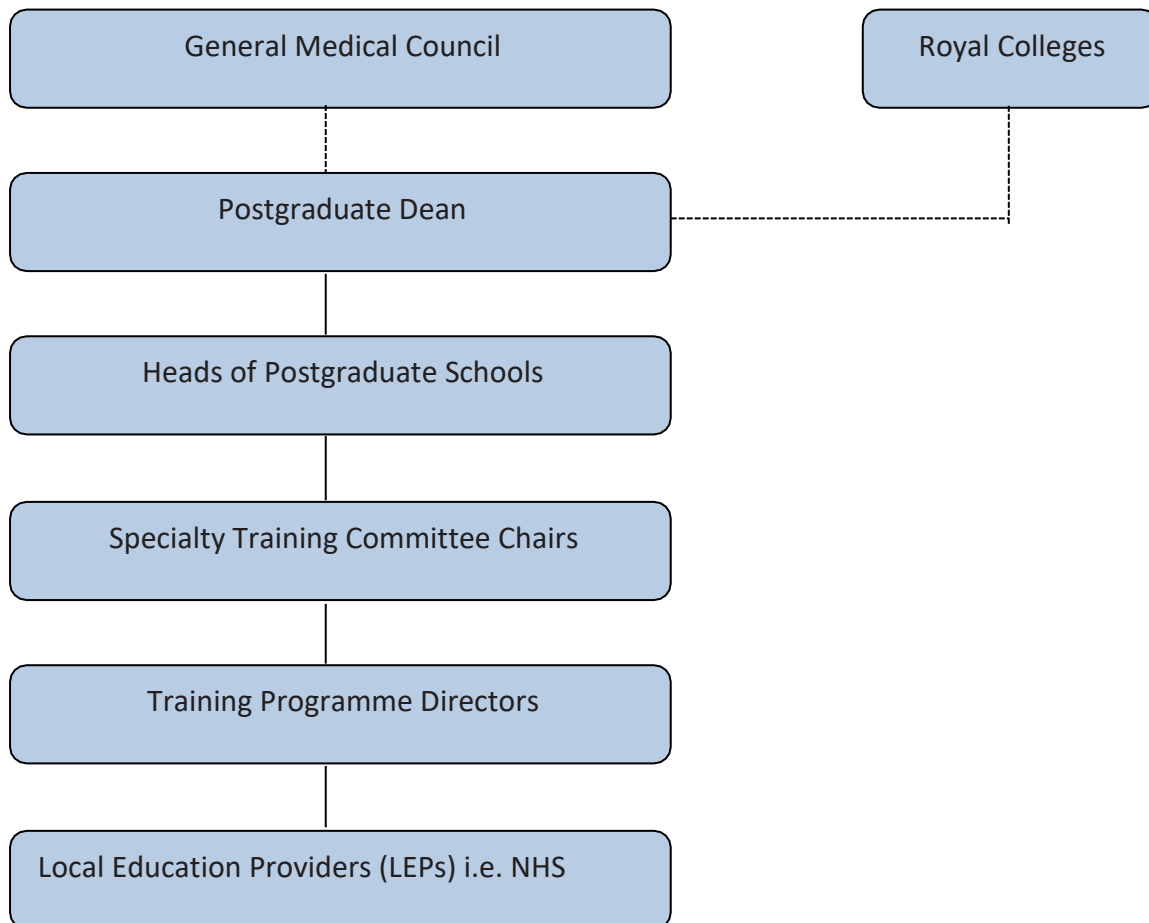 General Medical Council
Royal Colleges
Postgraduate Dean
Heads of Postgraduate Schools
Specialty Training Committee Chairs
Training Programme Directors
Local Education Providers (LEPs) i.e. NHS